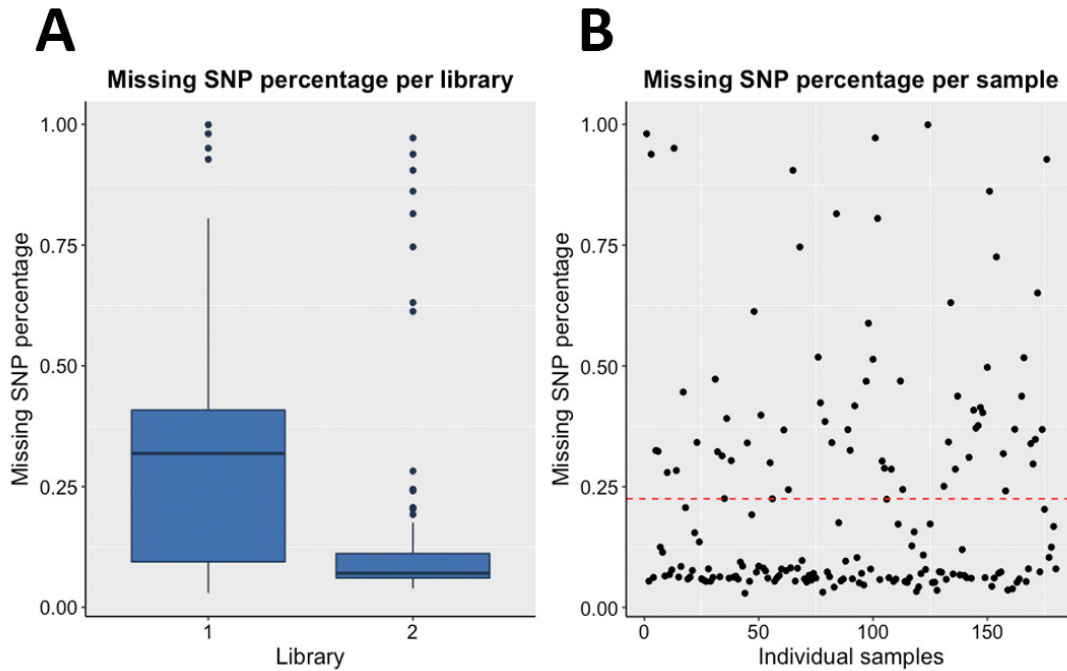 A
Missing SNP percentage per library
Missing SNP percentage
1.00
0.75
0.50
0.25
0.00
1
2
Library
B
Missing SNP percentage per sample
Missing SNP percentage
1.00
0.75
0.50
0.25
0.00
0
50
100
150
Individual samples